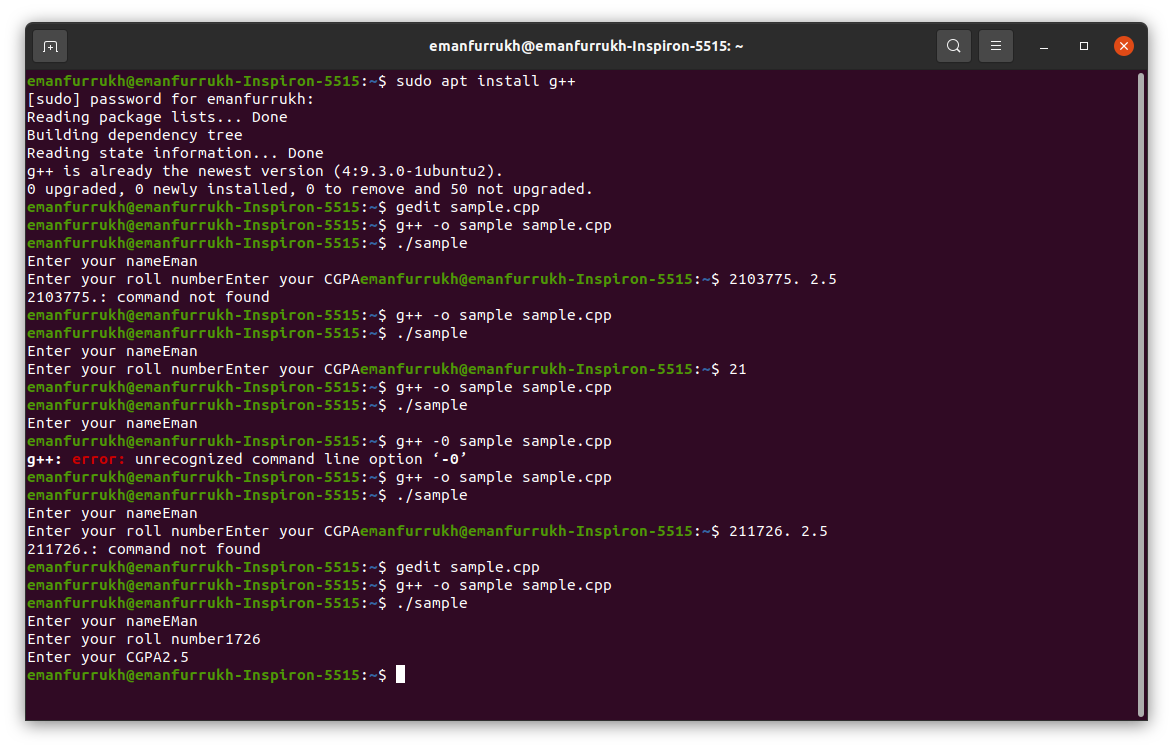 emanfurrukh@emanfurrukh-Inspiron-5515: ~
emanfurrukh@emanfurrukh-Inspiron-5515:~$ sudo apt install g++
[sudo] password for emanfurrukh:
Reading package lists... Done
Building dependency tree
Reading state information... Done
g++ is already the newest version (4:9.3.0-1ubuntu2).
0 upgraded, 0 newly installed, 0 to remove and 50 not upgraded.
emanfurrukh@emanfurrukh-Inspiron-5515:~$ gedit sample.cpp
emanfurrukh@emanfurrukh-Inspiron-5515:~$ g++ -o sample sample.cpp
emanfurrukh@emanfurrukh-Inspiron-5515:~$ ./sample
Enter your nameEman
Enter your roll numberEnter your CGPAemanfurrukh@emanfurrukh-Inspiron-5515:~$ 2103775. 2.5
2103775.: command not found
emanfurrukh@emanfurrukh-Inspiron-5515:~$ g++ -o sample sample.cpp
emanfurrukh@emanfurrukh-Inspiron-5515:~$ ./sample
Enter your nameEman
Enter your roll numberEnter your CGPAemanfurrukh@emanfurrukh-Inspiron-5515:~$ 21
emanfurrukh@emanfurrukh-Inspiron-5515:~$ g++ -o sample sample.cpp
emanfurrukh@emanfurrukh-Inspiron-5515:~$ ./sample
Enter your nameEman
emanfurrukh@emanfurrukh-Inspiron-5515:~$ g++ -0 sample sample.cpp
g++: error: unrecognized command line option ‘-0’
emanfurrukh@emanfurrukh-Inspiron-5515:~$ g++ -o sample sample.cpp
emanfurrukh@emanfurrukh-Inspiron-5515:~$ ./sample
Enter your nameEman
Enter your roll numberEnter your CGPAemanfurrukh@emanfurrukh-Inspiron-5515:~$ 211726. 2.5
211726.: command not found
emanfurrukh@emanfurrukh-Inspiron-5515:~$ gedit sample.cpp
emanfurrukh@emanfurrukh-Inspiron-5515:~$ g++ -o sample sample.cpp
emanfurrukh@emanfurrukh-Inspiron-5515:~$ ./sample
Enter your nameEMan
Enter your roll number1726
Enter your CGPA2.5
emanfurrukh@emanfurrukh-Inspiron-5515:~$